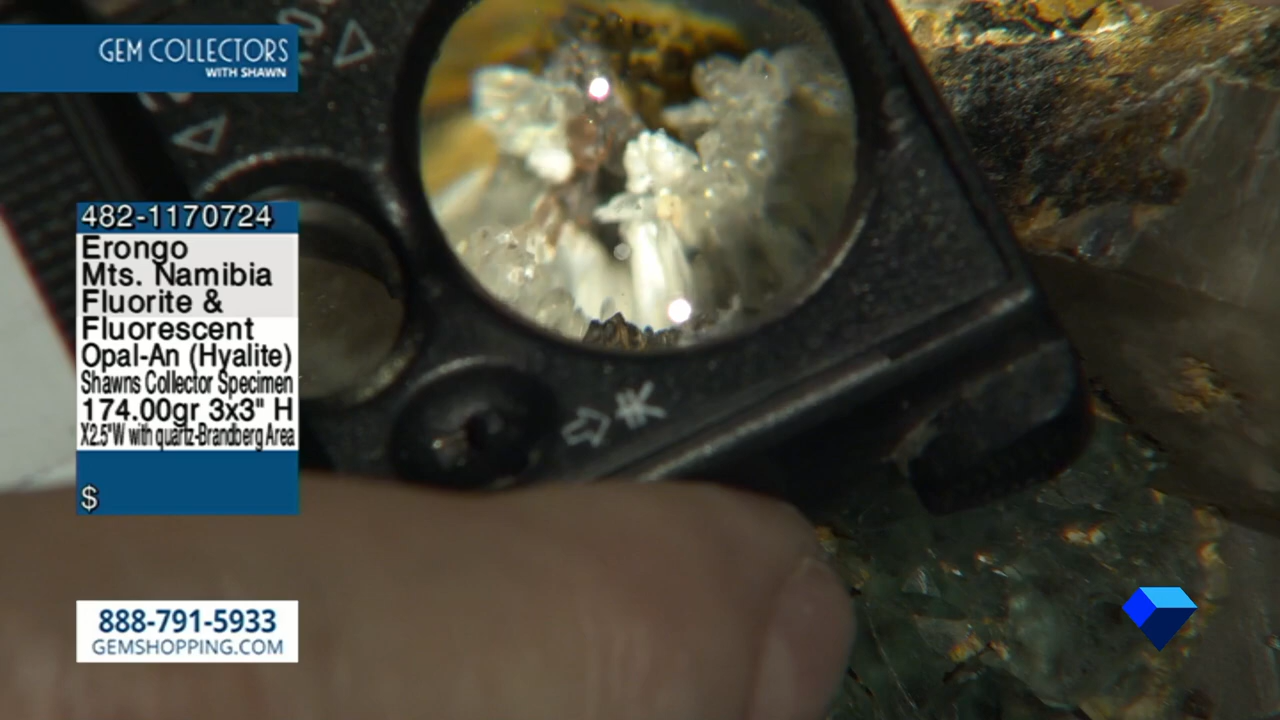 GEM COLLECTORS
WITH SHAWN
482-1170724
Erongo
Mts. Namibia
Fluorite &
Fluorescent
Opal-An (Hyalite)
Shawns Collector Specimen
174.00gr 3x3" H
X2.5"W with quartz-Brandberg Area
$
888-791-5933
GEMSHOPPING.COM